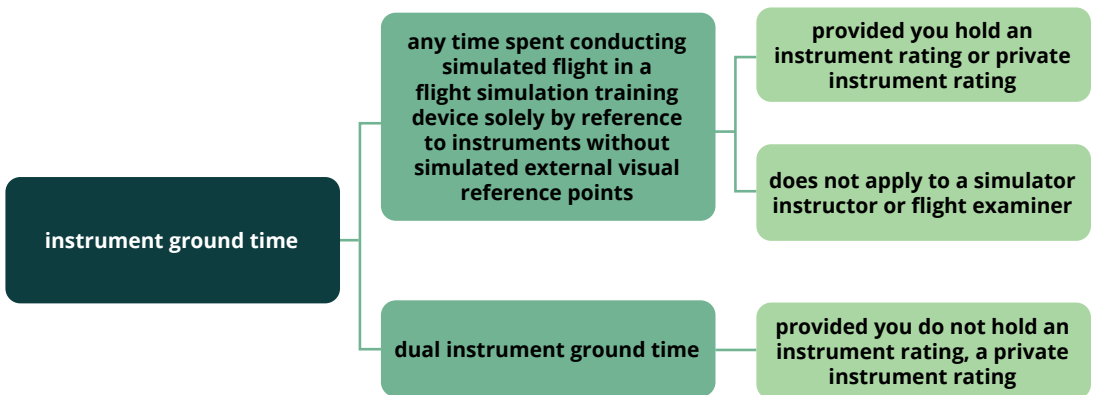 instrument ground time
any time spent conducting
simulated flight in a
flight simulation training
device solely by reference
to instruments without
simulated external visual
reference points
provided you hold an
instrument rating or private
instrument rating
does not apply to a simulator
instructor or flight examiner
dual instrument ground time
provided you do not hold an
instrument rating, a private
instrument rating